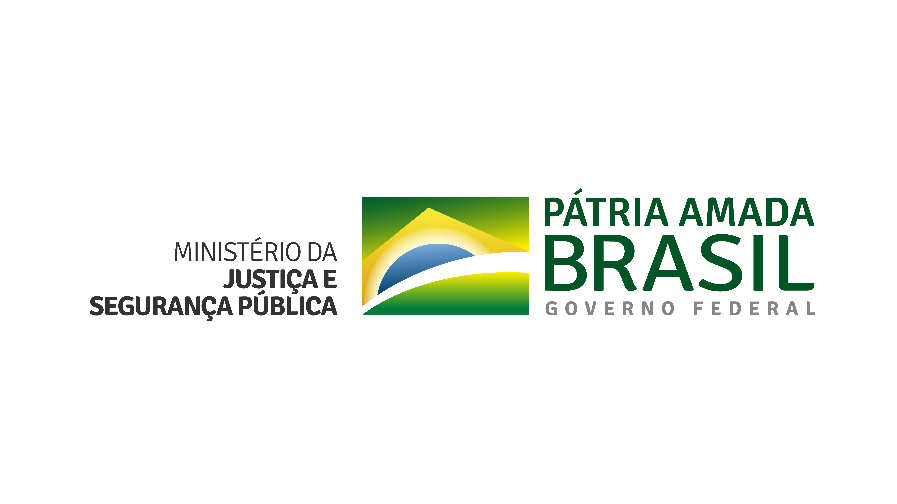 MINISTÉRIO DA
JUSTIÇA E
SEGURANÇA PÚBLICA
PÁTRIA AMADA
BRASIL
GOVERNO FEDERAL